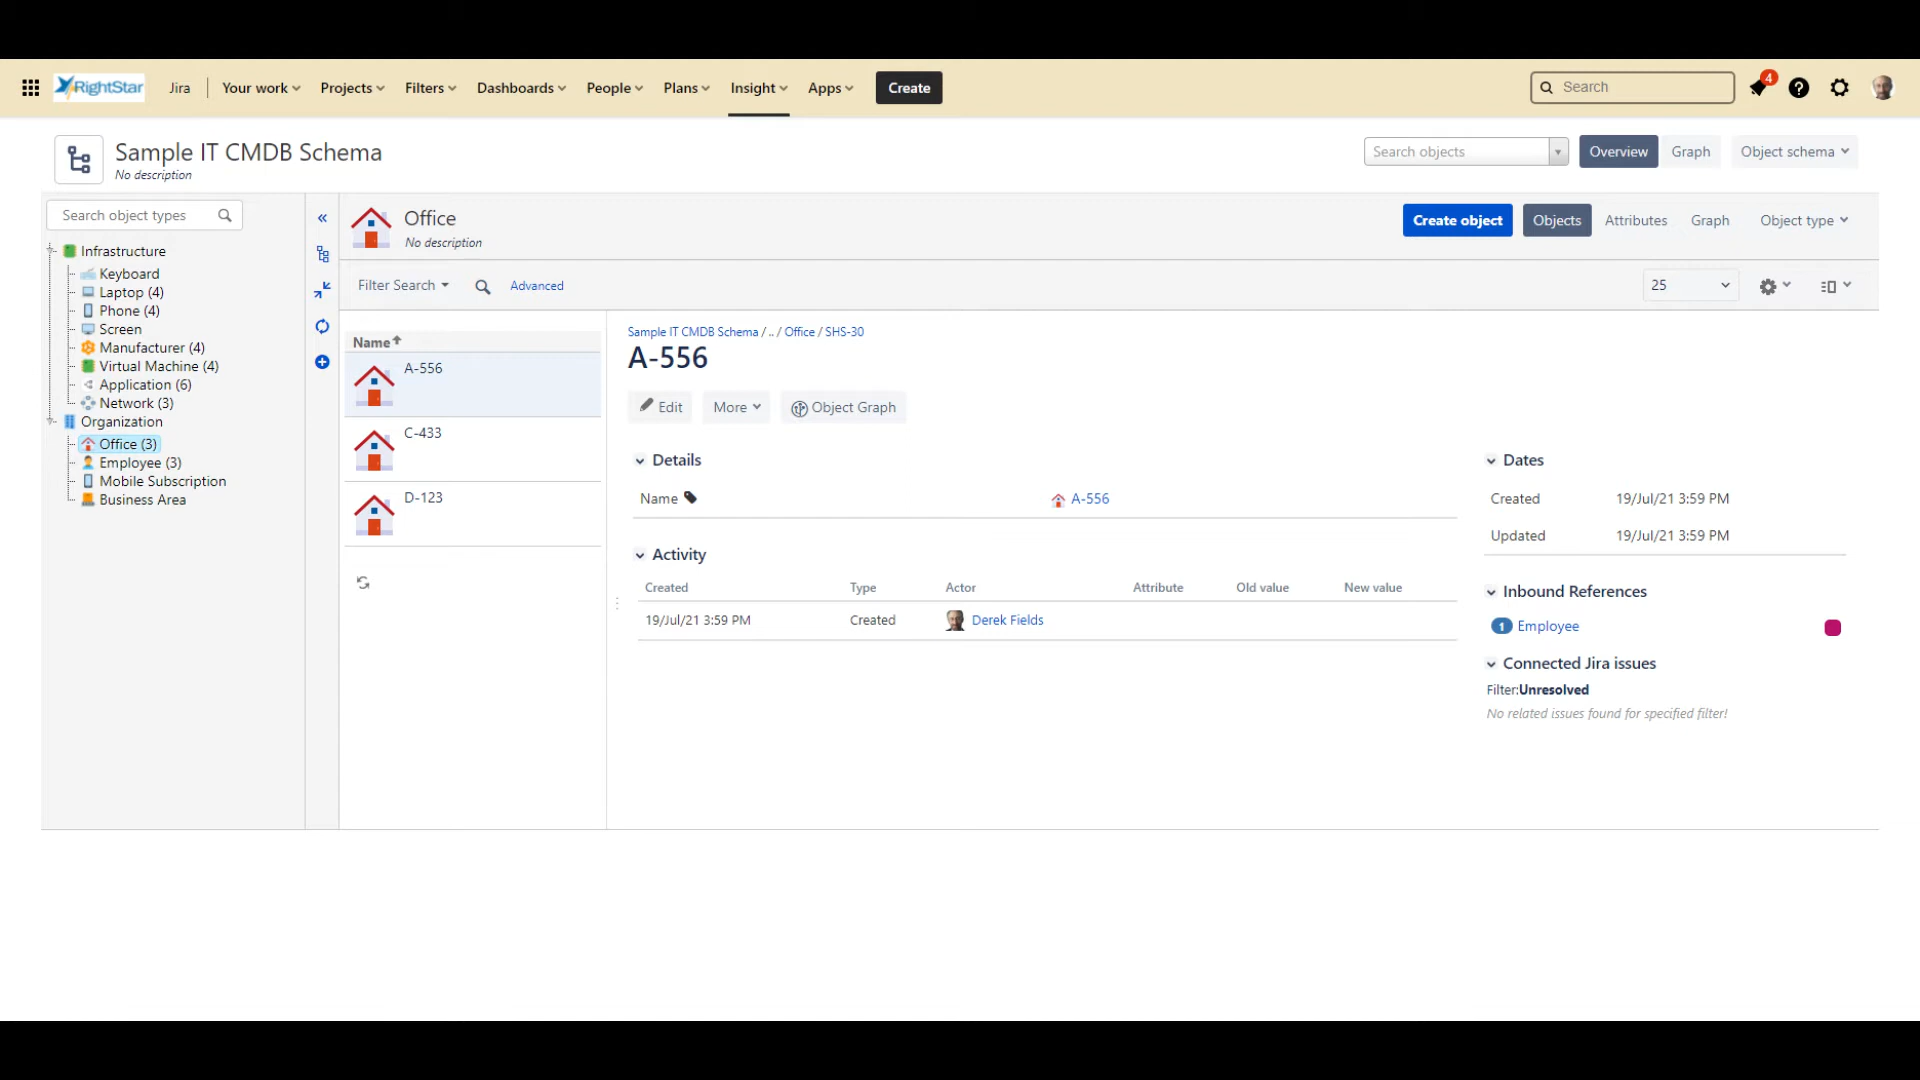 RightStar Jira Your work Projects Filters Dashboards People Plans Insight Apps Create Search 4
Sample IT CMDB Schema
No description
Search objects Overview Graph Object schema
Search object types
Infrastructure
Keyboard
Laptop (4)
Phone (4)
Screen
Manufacturer (4)
Virtual Machine (4)
Application (6)
Network (3)
Organization
Office (3)
Employee (3)
Mobile Subscription
Business Area
Office
No description
Create object Objects Attributes Graph Object type
Filter Search Advanced 25
Name
A-556
C-433
D-123
Sample IT CMDB Schema / .. / Office / SHS-30
A-556
Edit More Object Graph
Details
Name A-556
Activity
Created Type Actor Attribute Old value New value
19/Jul/21 3:59 PM Created Derek Fields
Dates
Created 19/Jul/21 3:59 PM
Updated 19/Jul/21 3:59 PM
Inbound References
1 Employee
Connected Jira issues
Filter:Unresolved
No related issues found for specified filter!